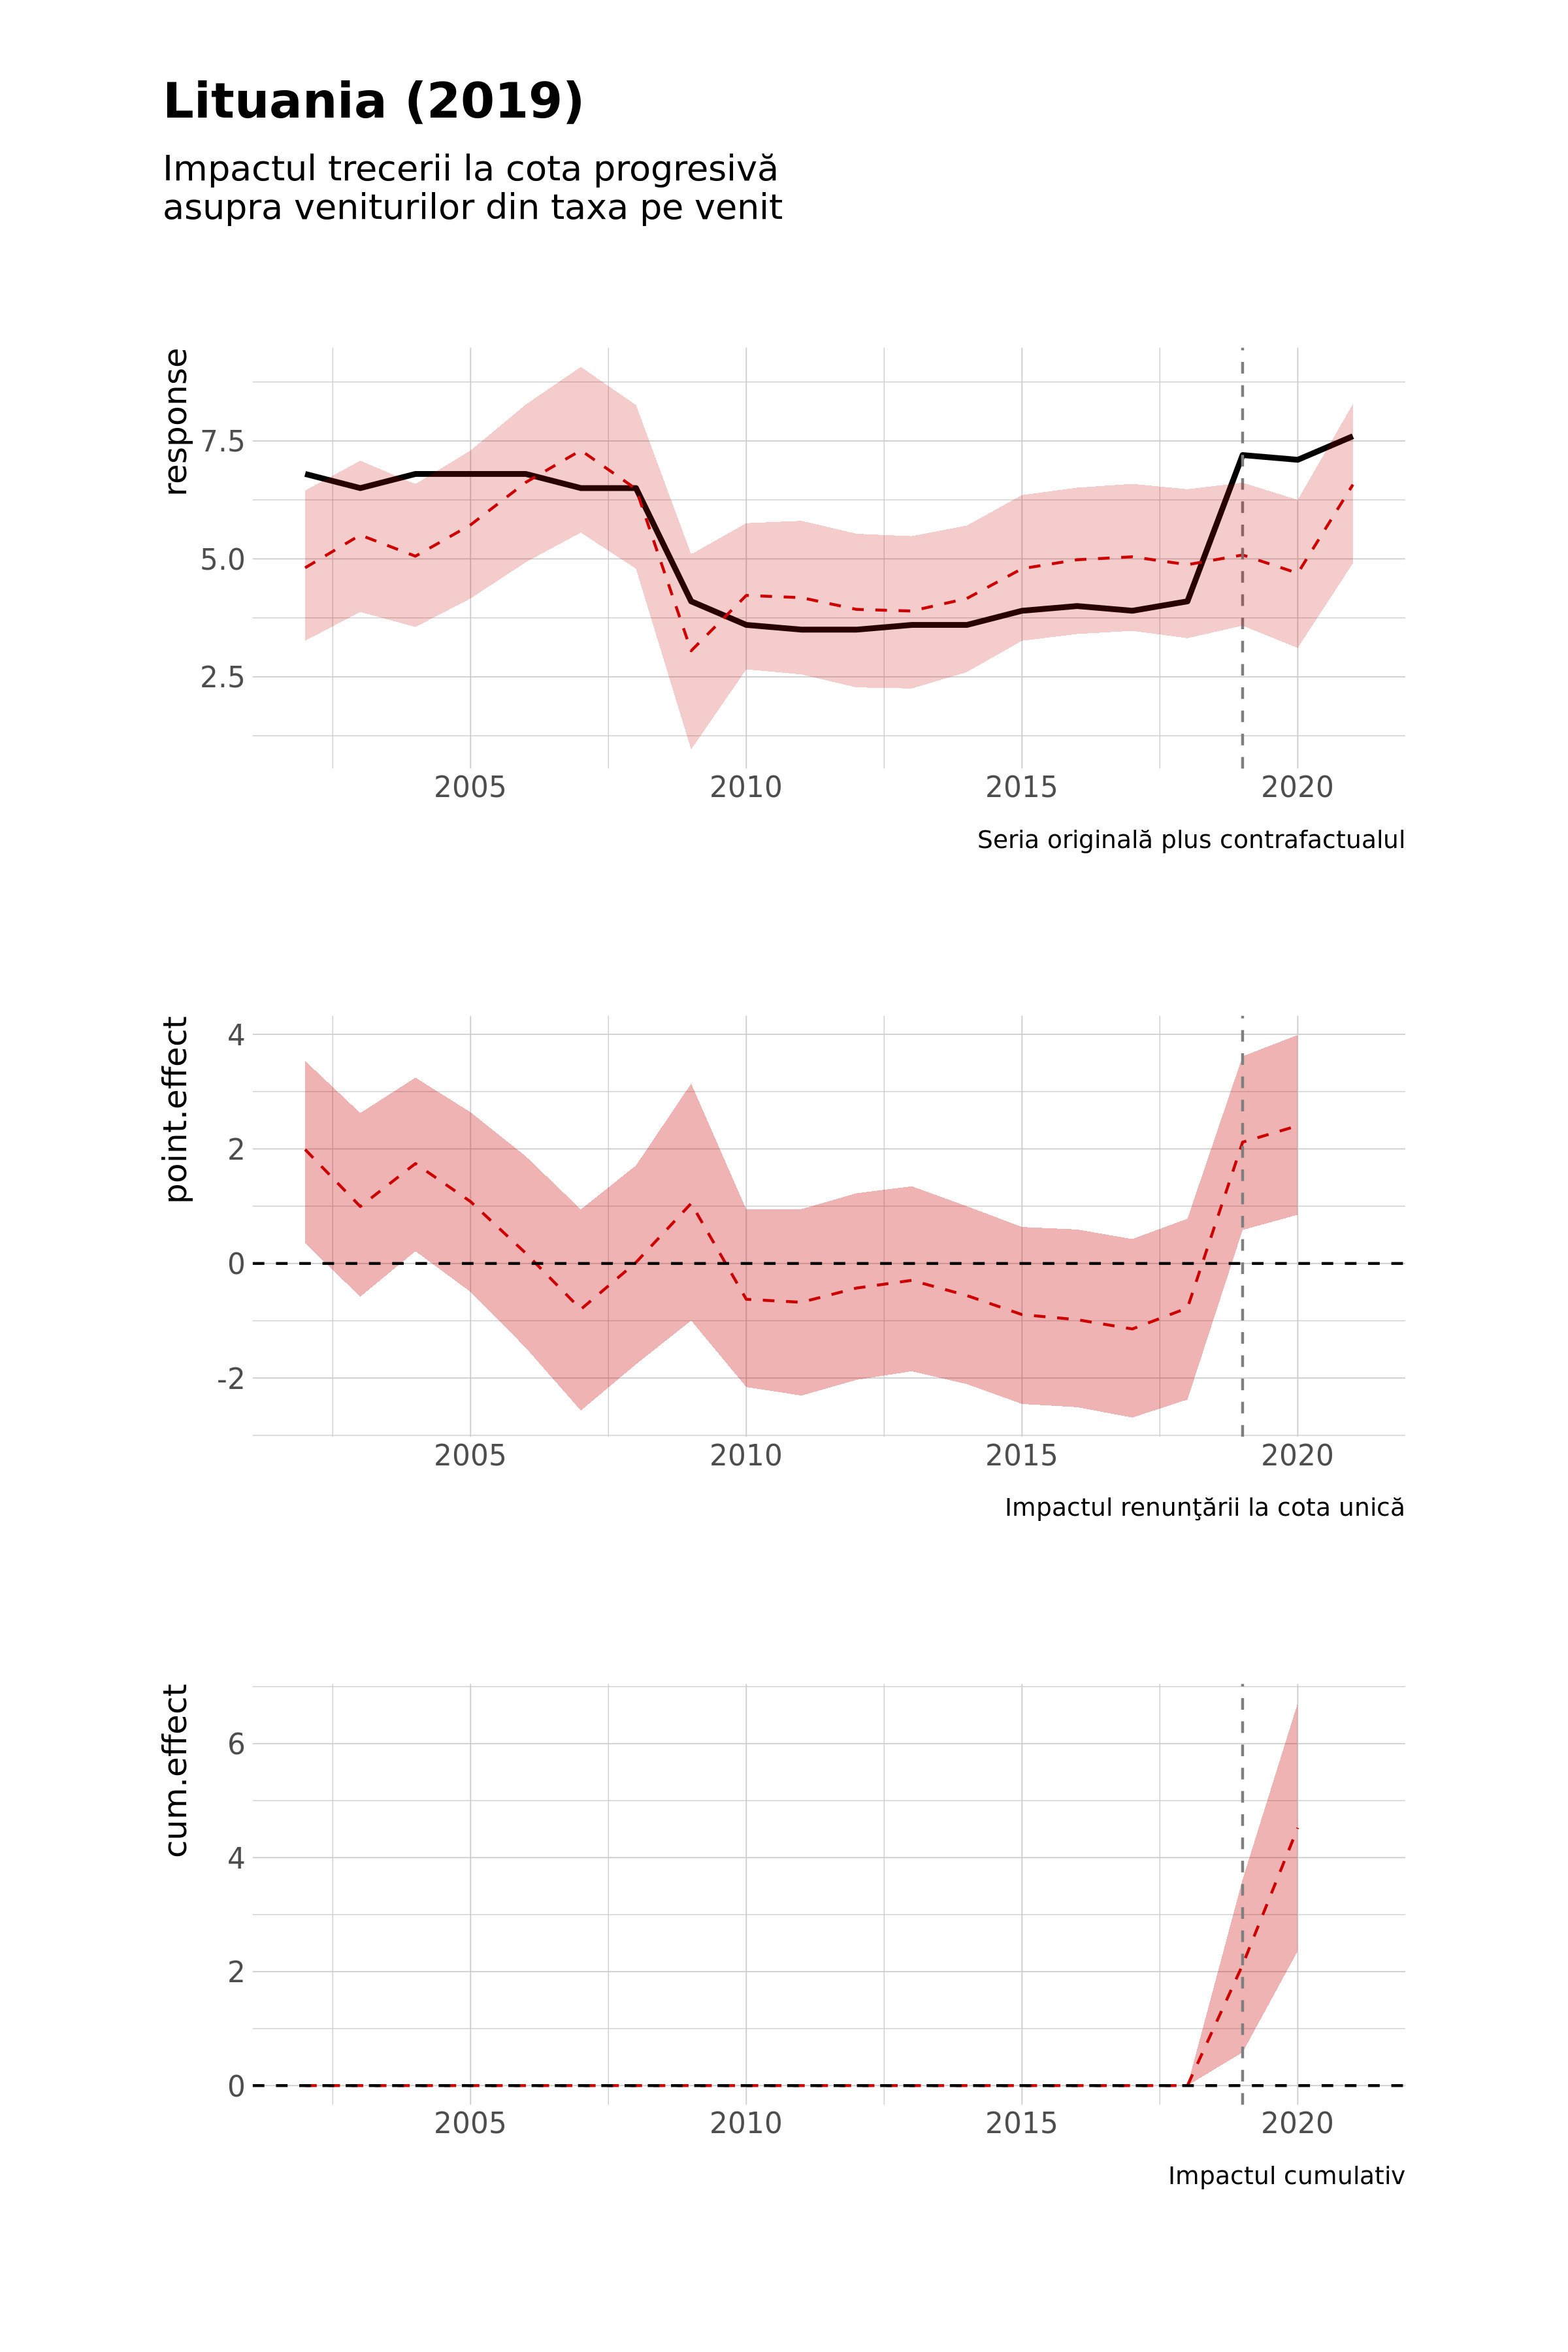 Lituania (2019)
Impactul trecerii la cota progresivă
asupra veniturilor din taxa pe venit
response
7.5
5.0
2.5
2005 2010 2015 2020
Seria originală plus contrafactualul
point.effect
4
2
0
-2
2005 2010 2015 2020
Impactul renunţării la cota unică
cum.effect
6
4
2
0
2005 2010 2015 2020
Impactul cumulativ